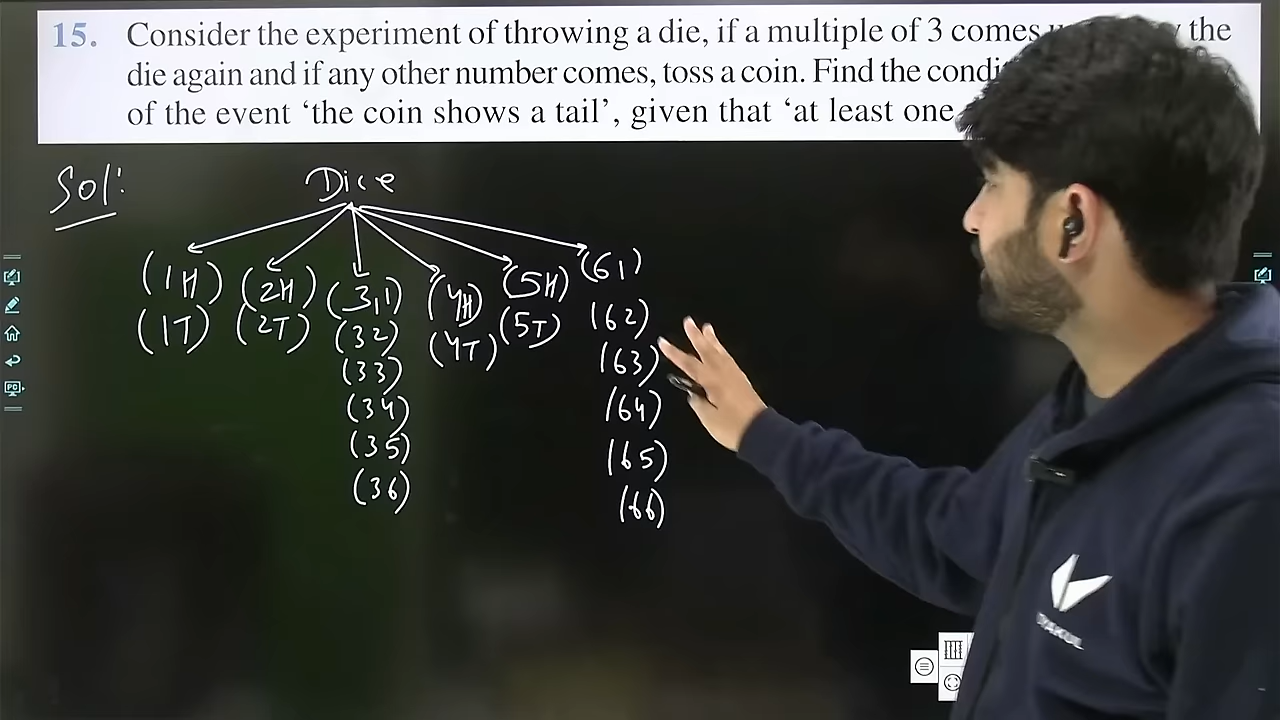 15. Consider the experiment of throwing a die, if a multiple of 3 comes the
die again and if any other number comes, toss a coin. Find the
of the event ‘the coin shows a tail’, given that ‘at least one
Sol:
Dice
(1H) (2H) (3,1) (4H) (5H) (61)
(1T) (2T) (32) (4T) (5T) (62)
(33) (63)
(34) (64)
(35) (65)
(36) (66)